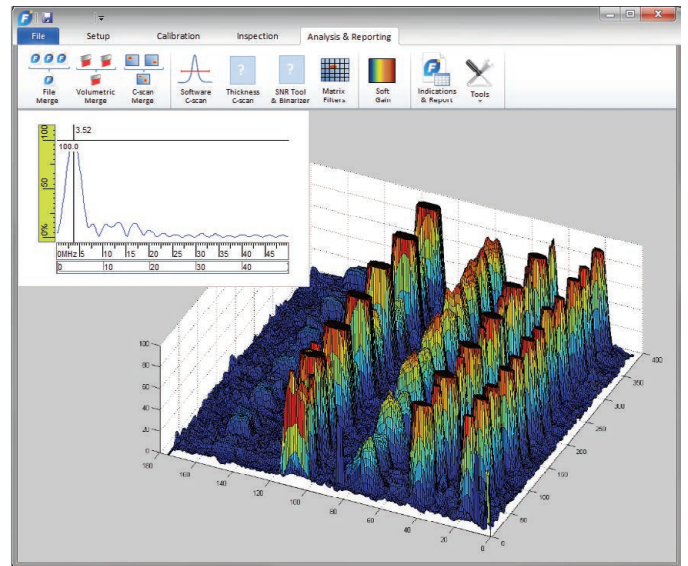 File Setup Calibration Inspection Analysis & Reporting
File Merge
Volumetric Merge
C-scan Merge
Software C-scan
Thickness C-scan
SNR Tool & Binarizer
Matrix Filters
Soft Gain
Indications & Report
Tools
3.52
100.0
100
50
0%
0MHz 5 10 15 20 25 30 35 40 45
0 10 20 30 40
100
80
60
40
20
0
180 160 140 120 100 80 60 40 20 0
0 50 100 150 200 250 300 350 400